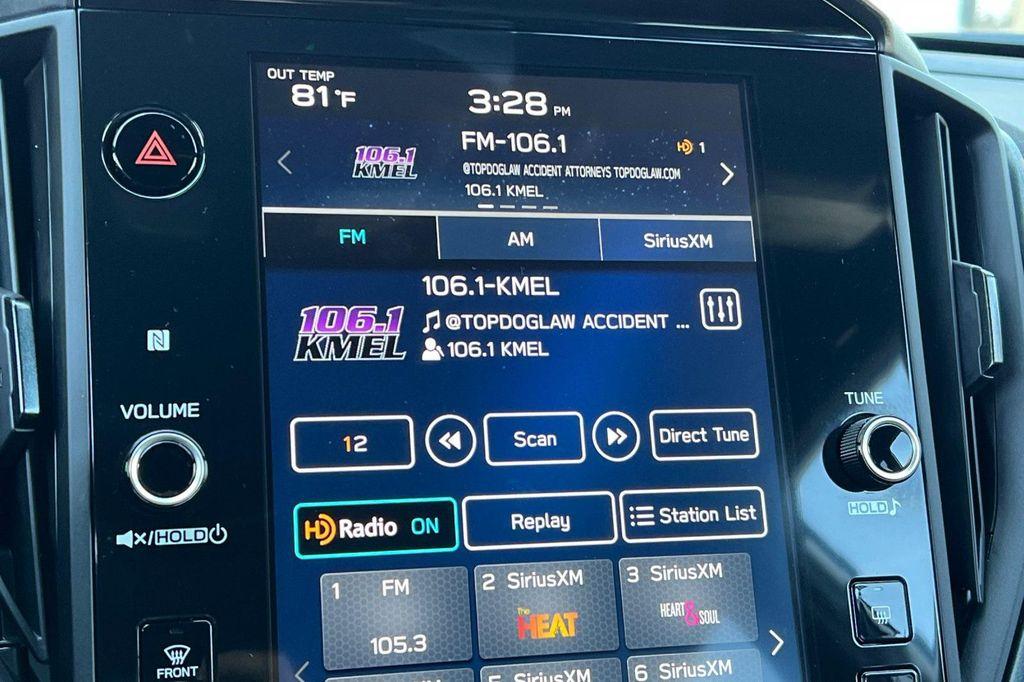 OUT TEMP
81°F
3:28 PM
106.1
KMEL
FM-106.1
HD 1
@TOPDOGLAW ACCIDENT ATTORNEYS TOPDOGLAW.COM
106.1 KMEL
FM
AM
SiriusXM
106.1-KMEL
106.1
KMEL
@TOPDOGLAW ACCIDENT ...
106.1 KMEL
VOLUME
TUNE
12
Scan
Direct Tune
HOLD
HD Radio ON
Replay
Station List
HOLD
1 FM
105.3
2 SiriusXM
The HEAT
3 SiriusXM
HEART & SOUL
FRONT
5 SiriusXM
6 SiriusXM